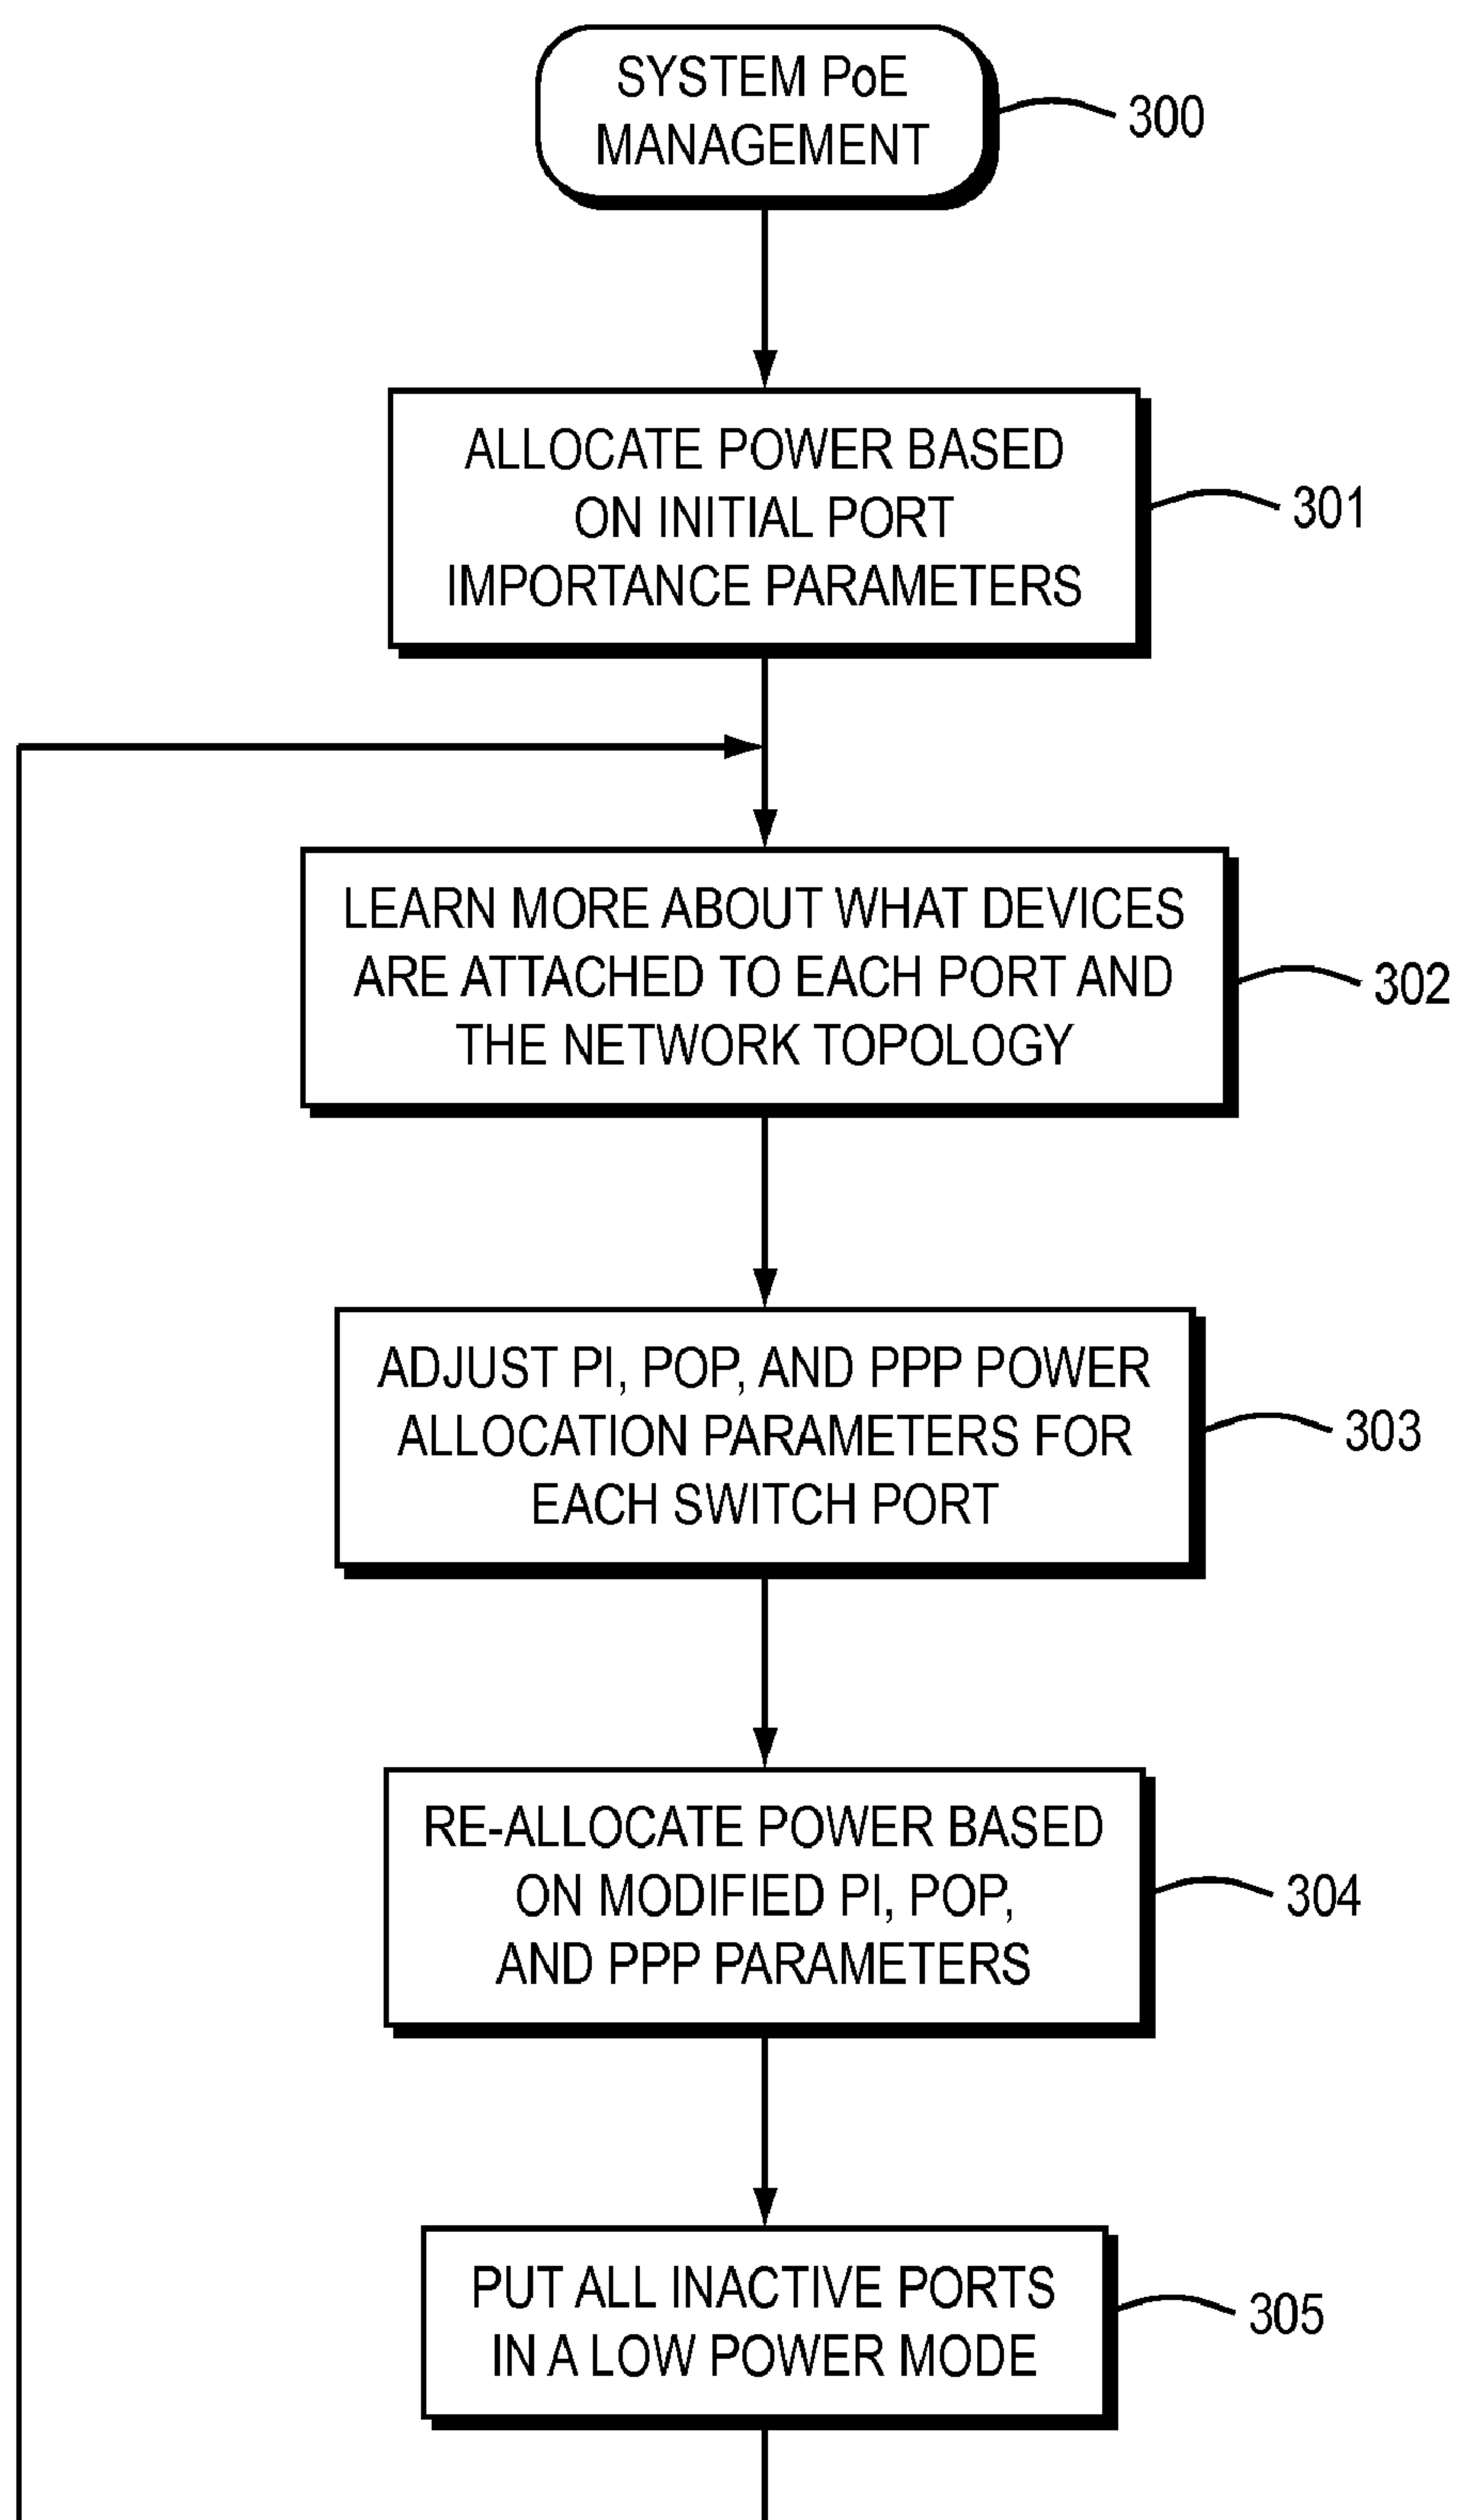 SYSTEM PoE
MANAGEMENT
300
ALLOCATE POWER BASED
ON INITIAL PORT
IMPORTANCE PARAMETERS
301
LEARN MORE ABOUT WHAT DEVICES
ARE ATTACHED TO EACH PORT AND
THE NETWORK TOPOLOGY
302
ADJUST PI, POP, AND PPP POWER
ALLOCATION PARAMETERS FOR
EACH SWITCH PORT
303
RE-ALLOCATE POWER BASED
ON MODIFIED PI, POP,
AND PPP PARAMETERS
304
PUT ALL INACTIVE PORTS
IN A LOW POWER MODE
305